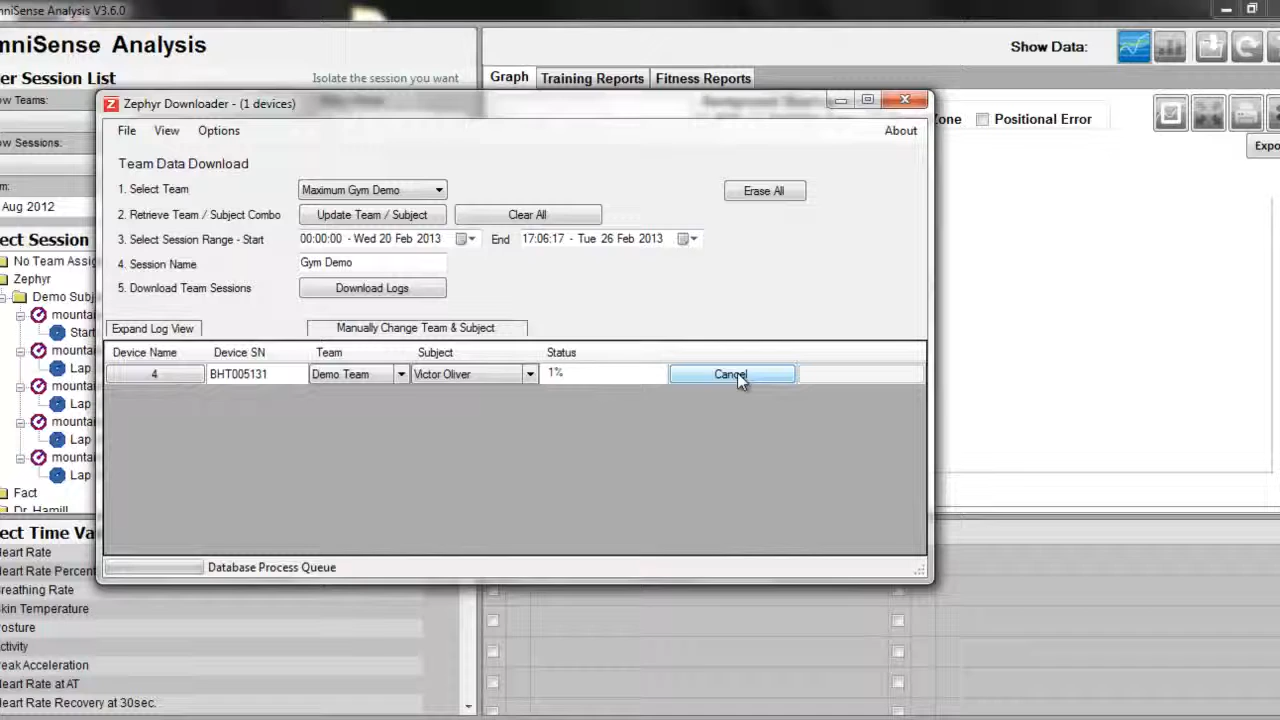 mniSense Analysis V3.6.0
mniSense Analysis
er Session List
Isolate the session you want
ow Teams:
ow Sessions:
Aug 2012
ect Session
No Team Assig
Zephyr
Demo Subj
mountai
Start
mountai
Lap
mountai
Lap
mountai
Lap
mountai
Lap
Fact
Dr. Hamill
Show Data:
Graph
Training Reports
Fitness Reports
one
Positional Error
Expo
Zephyr Downloader - (1 devices)
File
View
Options
About
Team Data Download
1. Select Team
Maximum Gym Demo
Erase All
2. Retrieve Team / Subject Combo
Update Team / Subject
Clear All
3. Select Session Range - Start
00:00:00 - Wed 20 Feb 2013
End
17:06:17 - Tue 26 Feb 2013
4. Session Name
Gym Demo
5. Download Team Sessions
Download Logs
Expand Log View
Manually Change Team & Subject
Device Name
Device SN
Team
Subject
Status
4
BHT005131
Demo Team
Victor Oliver
1%
Cancel
Database Process Queue
ect Time Va
eart Rate
eart Rate Percent
reathing Rate
kin Temperature
osture
ctivity
eak Acceleration
eart Rate at AT
eart Rate Recovery at 30sec.